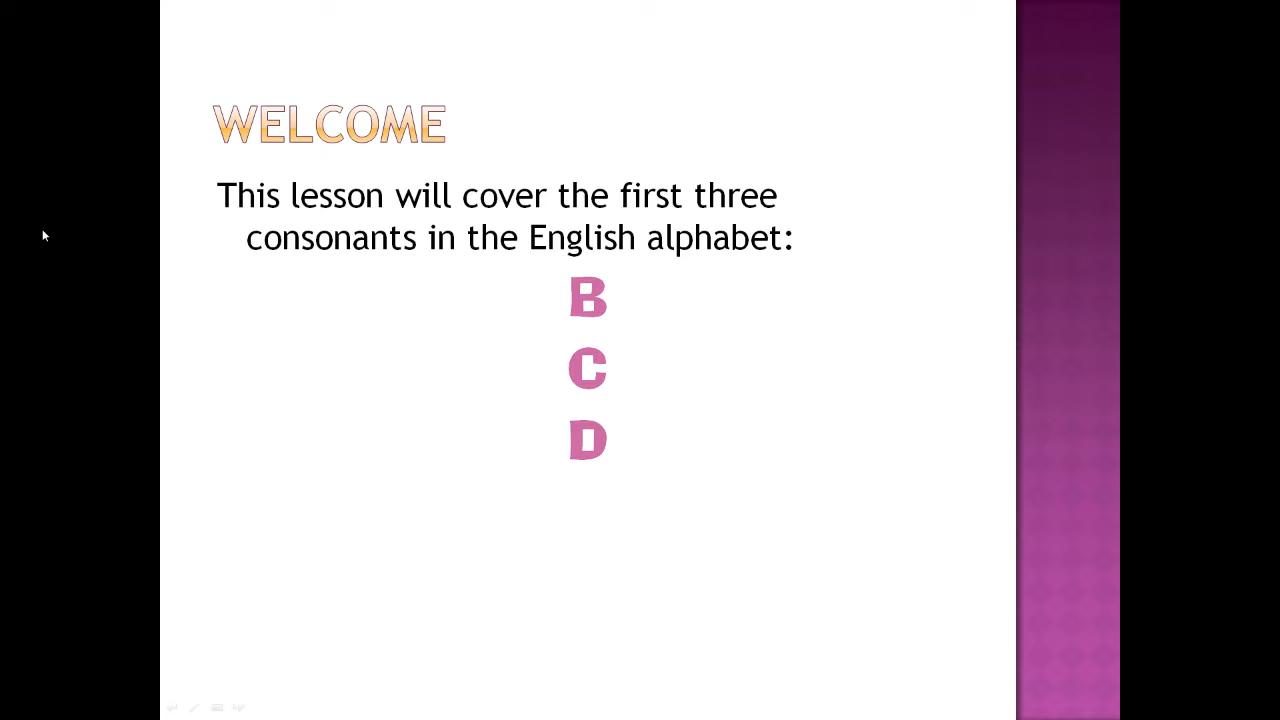 WELCOME
This lesson will cover the first three
consonants in the English alphabet:
B
C
D